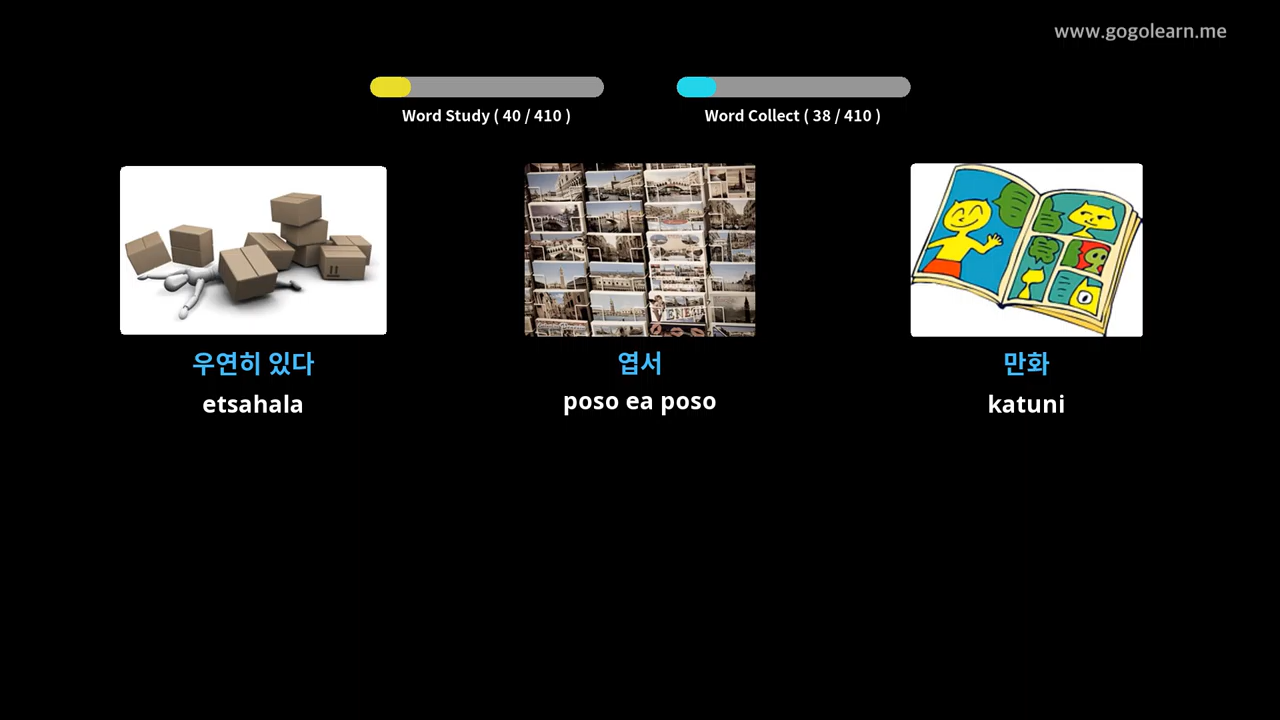 www.gogolearn.me
Word Study ( 40 / 410 )
Word Collect ( 38 / 410 )
우연히 있다
엽서
만화
etsahala
poso ea poso
katuni
VENEZIA